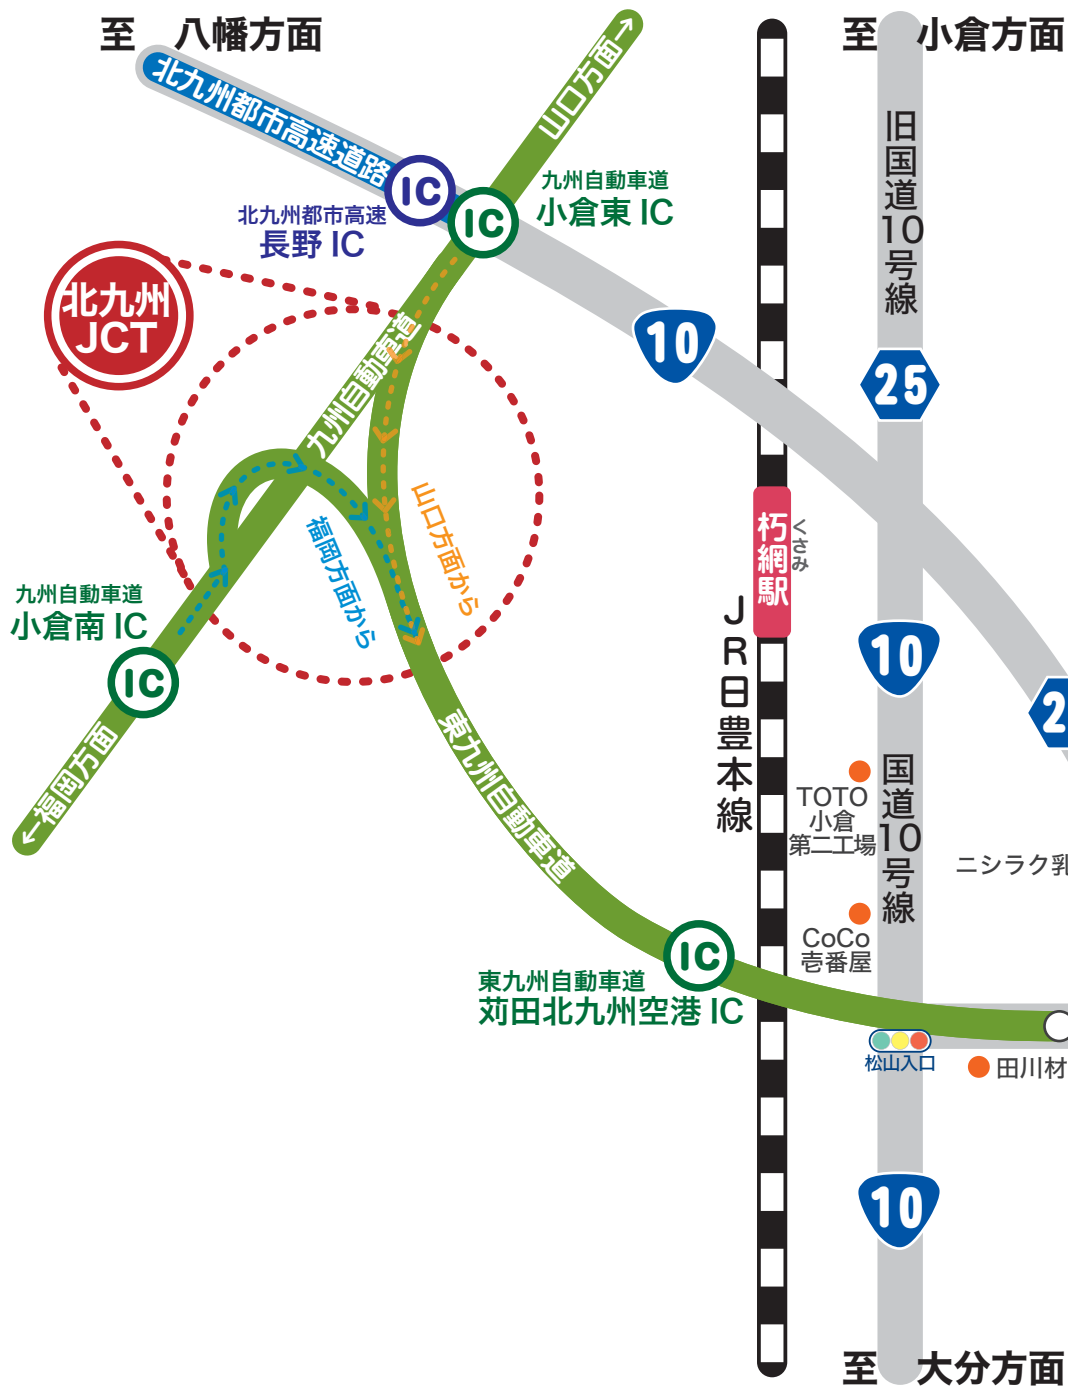 至 八幡方面
山口方面→
至 小倉方面
北九州都市高速道路
IC
北九州都市高速
長野 IC
IC
九州自動車道
小倉東 IC
旧国道10号線
北九州
JCT
九州自動車道
10
25
山口方面から
福岡方面から
朽網駅
くさみ
九州自動車道
小倉南 IC
IC
←福岡方面
JR日豊本線
10
2
東九州自動車道
TOTO
小倉
第二工場
国道10号線
ニシラク乳
CoCo
壱番屋
IC
東九州自動車道
苅田北九州空港 IC
松山入口
田川材
10
至 大分方面